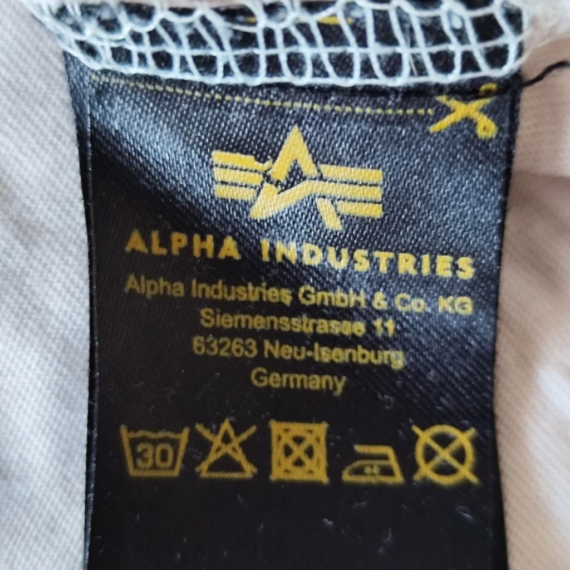 ALPHA INDUSTRIES
Alpha Industries GmbH & Co. KG
Siemensstrasse 11
63263 Neu-Isenburg
Germany
30